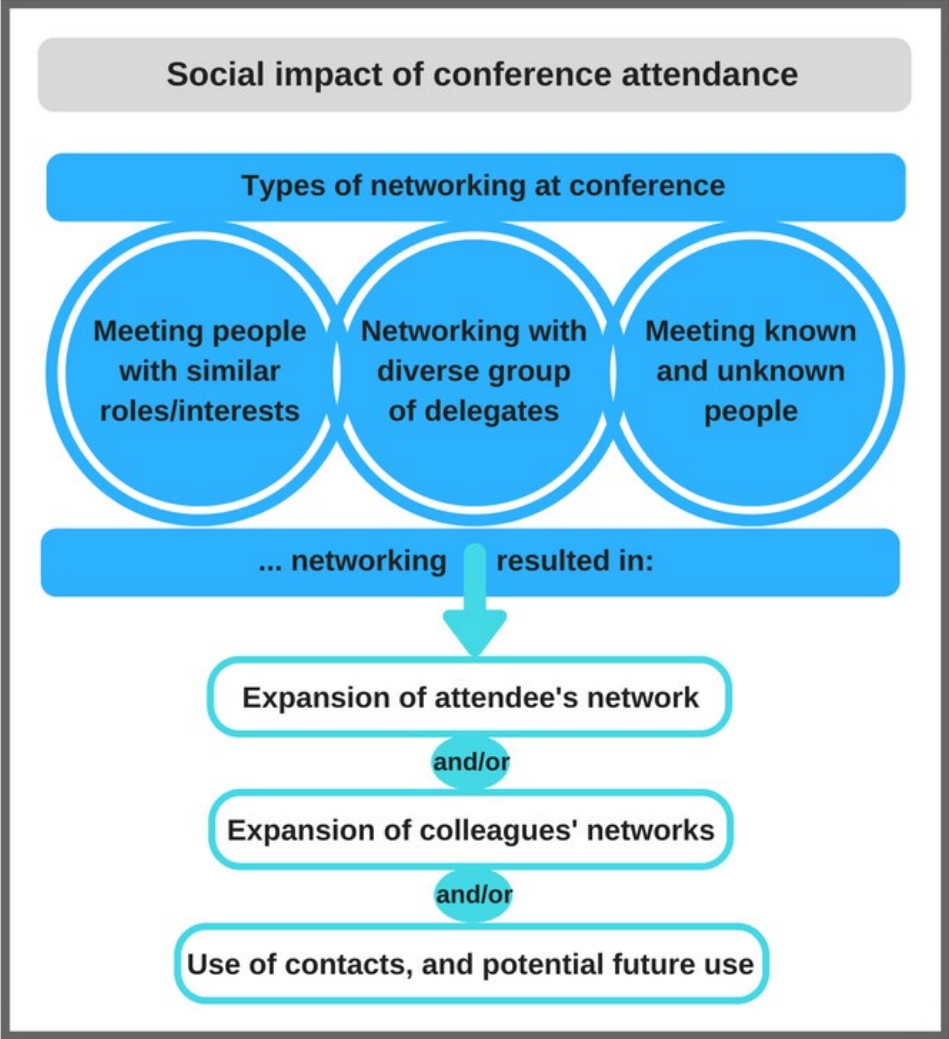 Social impact of conference attendance
Types of networking at conference
Meeting people
with similar
roles/interests
Networking with
diverse group
of delegates
Meeting known
and unknown
people
... networking resulted in:
Expansion of attendee's network
and/or
Expansion of colleagues' networks
and/or
Use of contacts, and potential future use